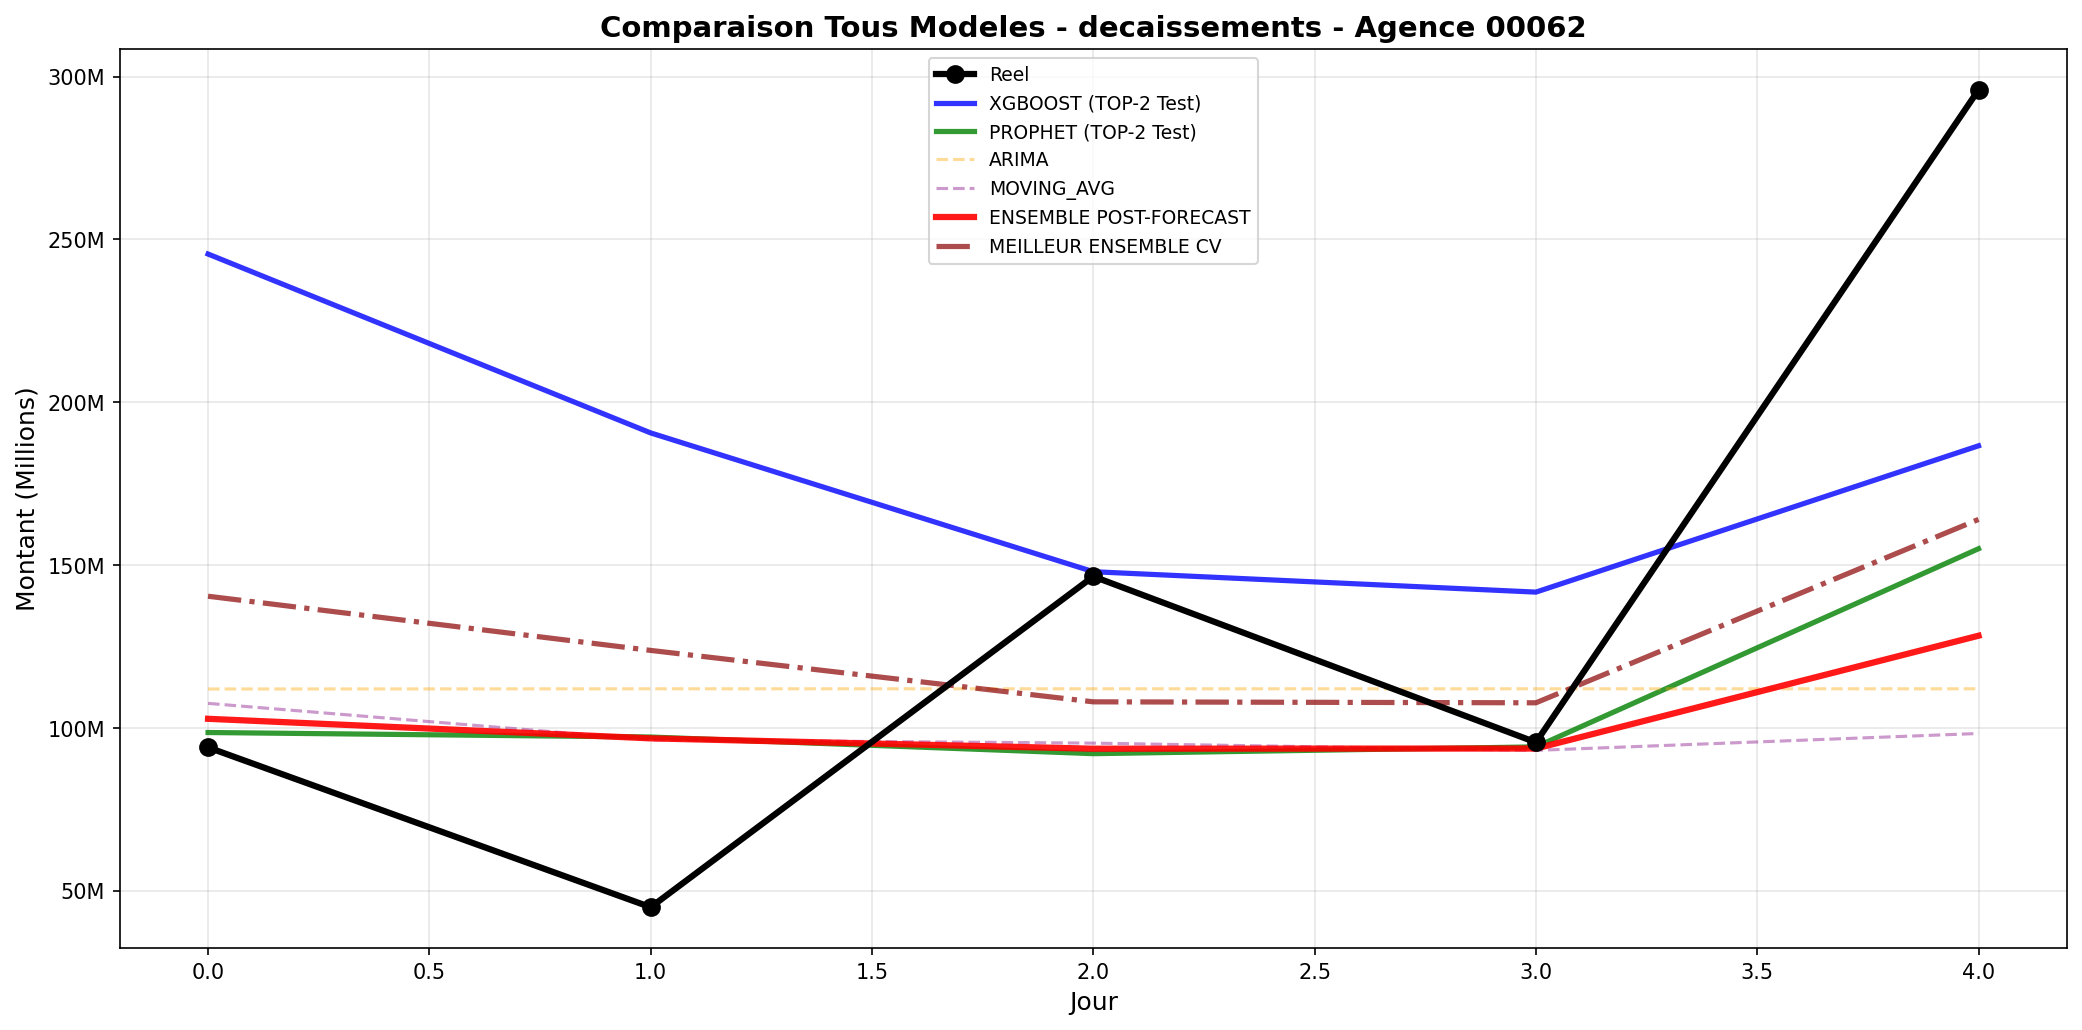 Comparaison Tous Modeles - decaissements - Agence 00062
300M
250M
200M
150M
100M
50M
Montant (Millions)
Reel
XGBOOST (TOP-2 Test)
PROPHET (TOP-2 Test)
ARIMA
MOVING_AVG
ENSEMBLE POST-FORECAST
MEILLEUR ENSEMBLE CV
0.0 0.5 1.0 1.5 2.0 2.5 3.0 3.5 4.0
Jour